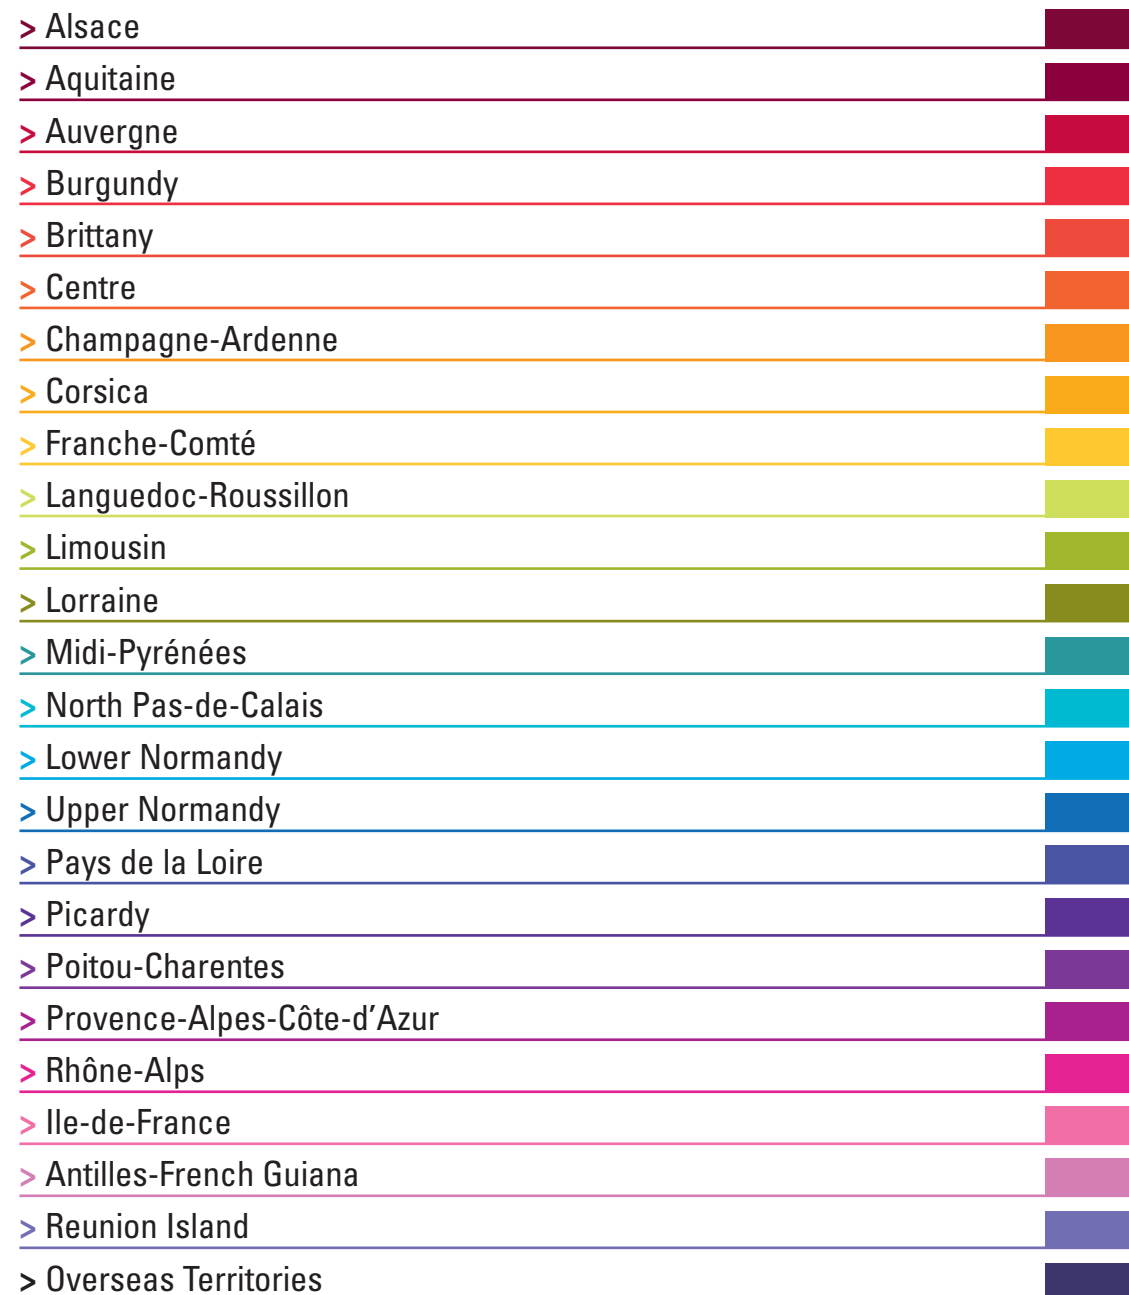 > Alsace
> Aquitaine
> Auvergne
> Burgundy
> Brittany
> Centre
> Champagne-Ardenne
> Corsica
> Franche-Comté
> Languedoc-Roussillon
> Limousin
> Lorraine
> Midi-Pyrénées
> North Pas-de-Calais
> Lower Normandy
> Upper Normandy
> Pays de la Loire
> Picardy
> Poitou-Charentes
> Provence-Alpes-Côte-d’Azur
> Rhône-Alps
> Ile-de-France
> Antilles-French Guiana
> Reunion Island
> Overseas Territories